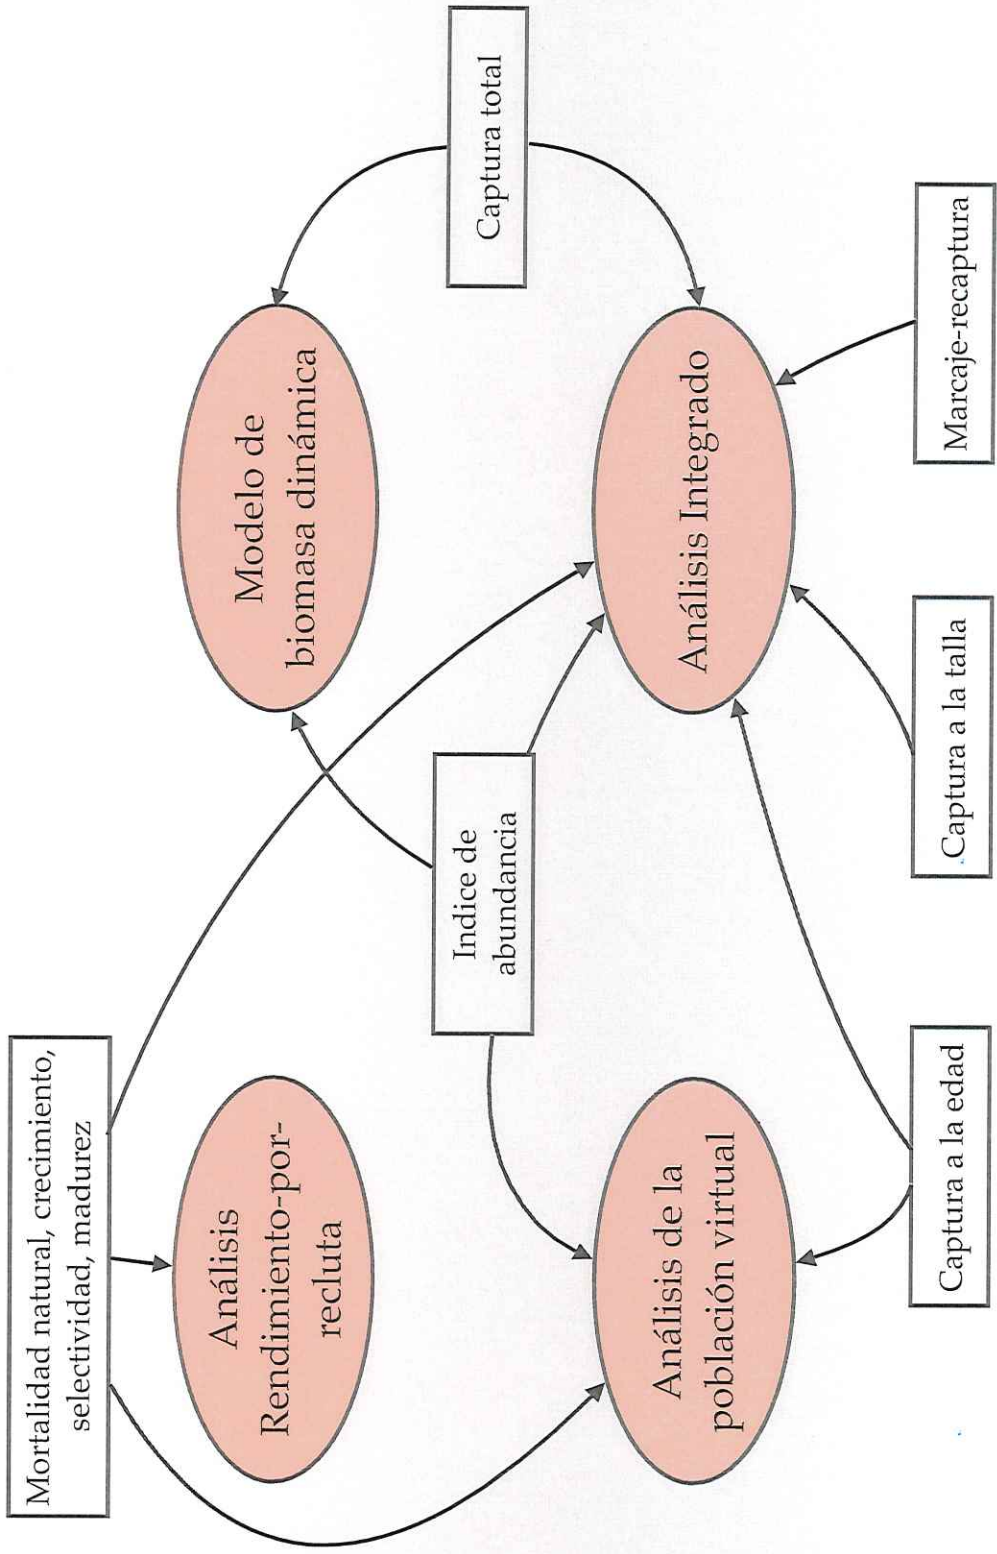 Mortalidad natural, crecimiento,
selectividad, madurez
Análisis
Rendimiento-por-
recluta
Modelo de
biomasa dinámica
Indice de
abundancia
Captura total
Análisis de la
población virtual
Análisis Integrado
Captura a la edad
Captura a la talla
Marcaje-recaptura